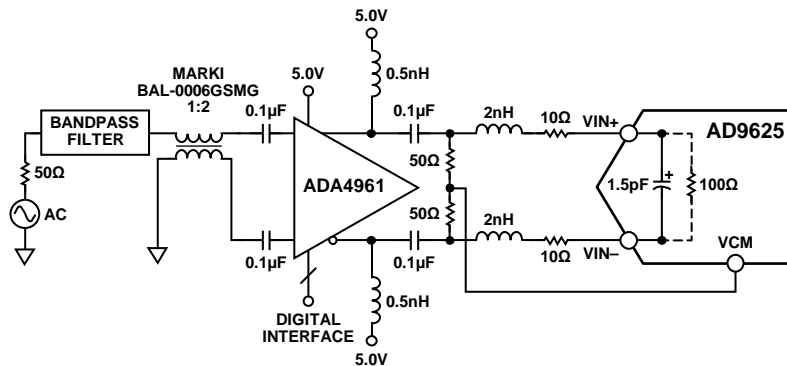 5.0V
MARKI
BAL-0006GSMG
1:2
5.0V
0.5nH
0.1µF
0.1µF
2nH
10Ω
VIN+
AD9625
BANDPASS
FILTER
50Ω
AC
ADA4961
50Ω
50Ω
1.5pF
+
100Ω
2nH
10Ω
VIN–
VCM
0.1µF
0.1µF
0.5nH
DIGITAL
INTERFACE
5.0V